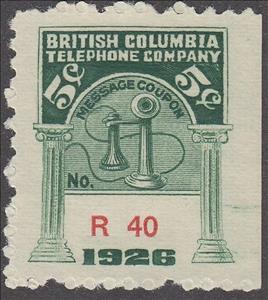 BRITISH COLUMBIA
TELEPHONE COMPANY
5¢ 5¢
MESSAGE COUPON
No.
R 40
1926